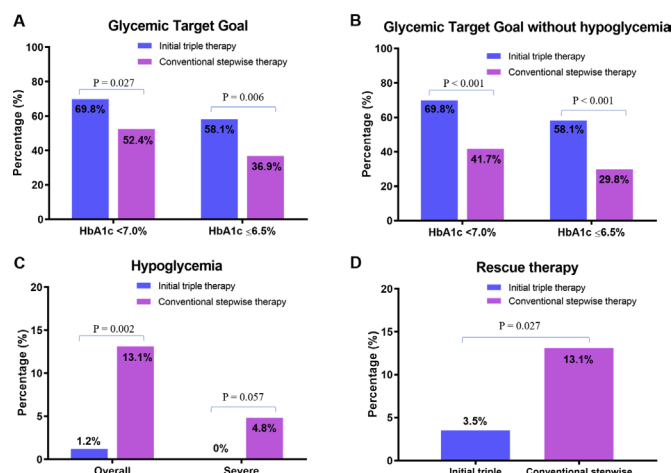 A
Glycemic Target Goal
Initial triple therapy
Conventional stepwise therapy
P = 0.027
P = 0.006
Percentage (%)
100
80
60
40
20
0
69.8%
52.4%
58.1%
36.9%
HbA1c <7.0%
HbA1c ≤6.5%
B
Glycemic Target Goal without hypoglycemia
Initial triple therapy
Conventional stepwise therapy
P < 0.001
P < 0.001
Percentage (%)
100
80
60
40
20
0
69.8%
41.7%
58.1%
29.8%
HbA1c <7.0%
HbA1c ≤6.5%
C
Hypoglycemia
Initial triple therapy
Conventional stepwise therapy
P = 0.002
P = 0.057
Percentage (%)
20
15
10
5
0
1.2%
13.1%
0%
4.8%
Overall
Severe
D
Rescue therapy
Initial triple therapy
Conventional stepwise therapy
P = 0.027
Percentage (%)
20
15
10
5
0
3.5%
13.1%
Initial triple
Conventional stepwise